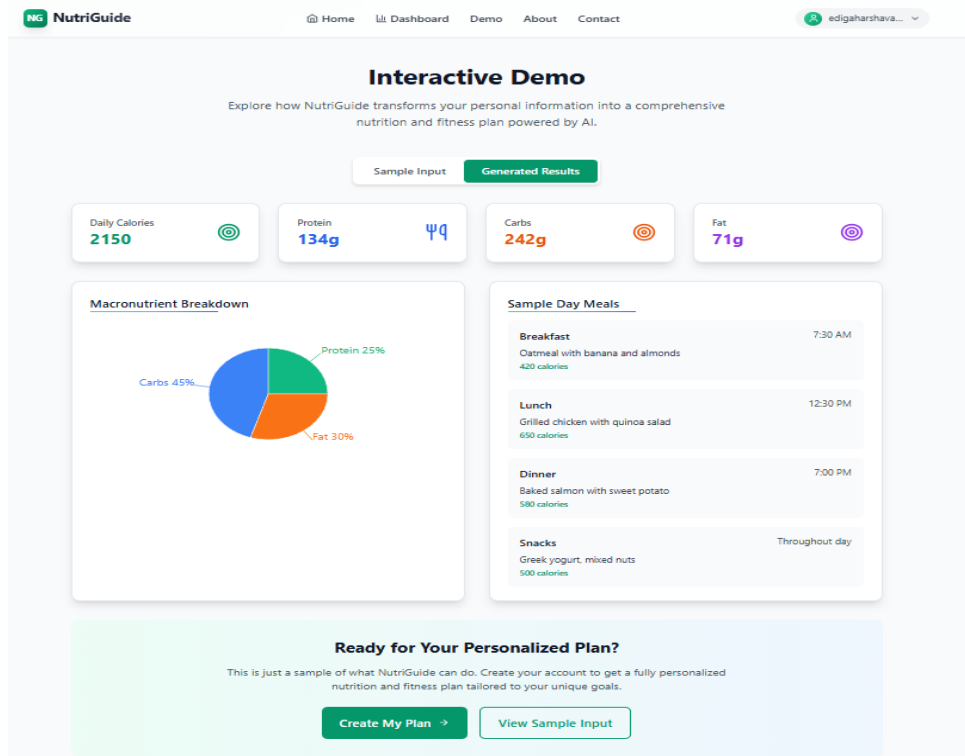 NG NutriGuide
Home Dashboard Demo About Contact
edigaharshava...
Interactive Demo
Explore how NutriGuide transforms your personal information into a comprehensive
nutrition and fitness plan powered by AI.
Sample Input Generated Results
Daily Calories
2150
Protein
134g
Carbs
242g
Fat
71g
Macronutrient Breakdown
Protein 25%
Carbs 45%
Fat 30%
Sample Day Meals
Breakfast 7:30 AM
Oatmeal with banana and almonds
420 calories
Lunch 12:30 PM
Grilled chicken with quinoa salad
650 calories
Dinner 7:00 PM
Baked salmon with sweet potato
580 calories
Snacks Throughout day
Greek yogurt, mixed nuts
500 calories
Ready for Your Personalized Plan?
This is just a sample of what NutriGuide can do. Create your account to get a fully personalized
nutrition and fitness plan tailored to your unique goals.
Create My Plan → View Sample Input